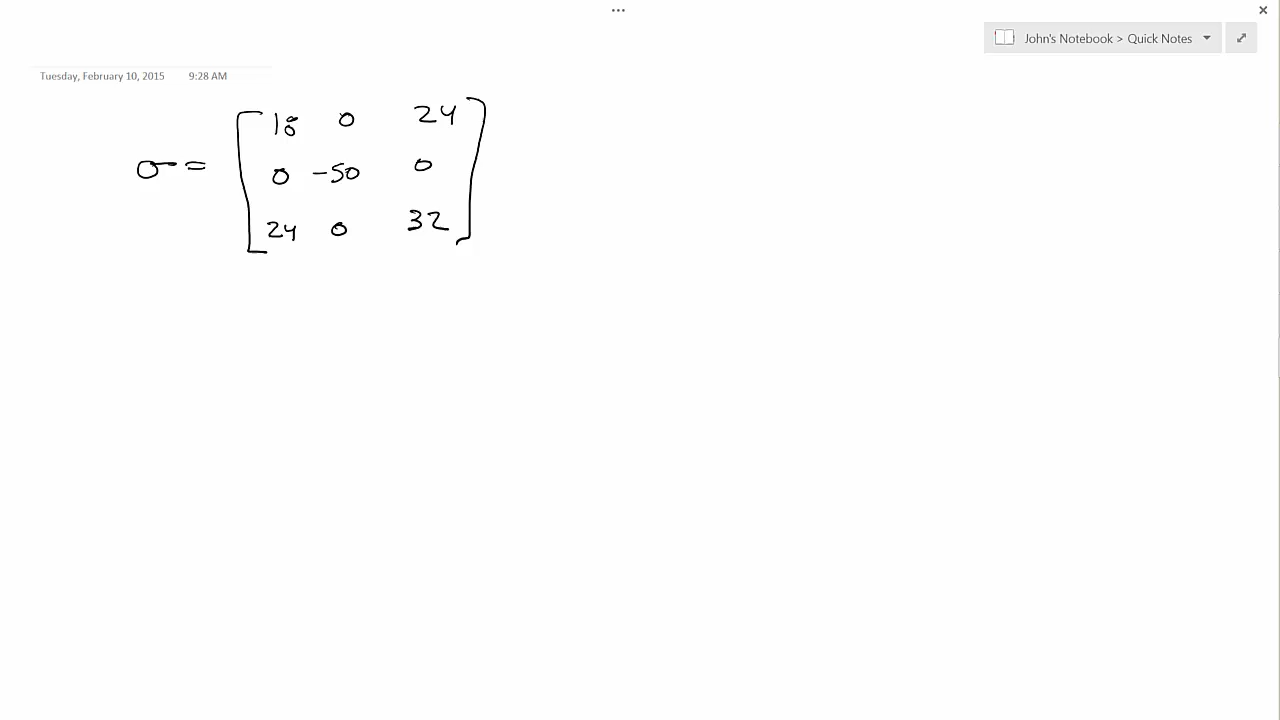 ...
John's Notebook > Quick Notes
Tuesday, February 10, 2015 9:28 AM
18 0 24
σ = 0 -50 0
24 0 32